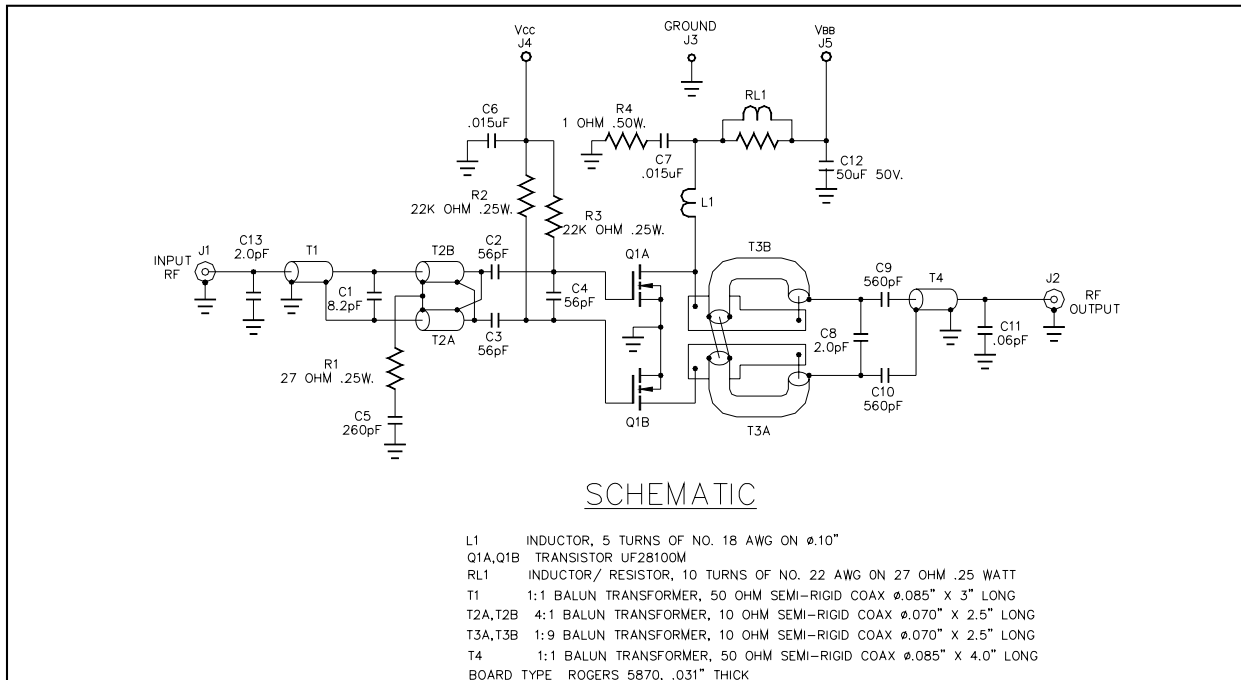 Vcc
J4
GROUND
J3
VBB
J5
C6
.015uF
R4
1 OHM .50W.
C7
.015uF
RL1
C12
50uF 50V.
R2
22K OHM .25W.
R3
22K OHM .25W.
L1
INPUT
RF
J1
C13
2.0pF
T1
C1
8.2pF
T2B
T2A
C2
56pF
C3
56pF
C4
56pF
R1
27 OHM .25W.
C5
260pF
Q1A
Q1B
T3B
T3A
C8
2.0pF
C9
560pF
C10
560pF
T4
C11
.06pF
J2
RF
OUTPUT
SCHEMATIC
L1 INDUCTOR, 5 TURNS OF NO. 18 AWG ON ø.10"
Q1A,Q1B TRANSISTOR UF28100M
RL1 INDUCTOR/ RESISTOR, 10 TURNS OF NO. 22 AWG ON 27 OHM .25 WATT
T1 1:1 BALUN TRANSFORMER, 50 OHM SEMI-RIGID COAX ø.085" X 3" LONG
T2A,T2B 4:1 BALUN TRANSFORMER, 10 OHM SEMI-RIGID COAX ø.070" X 2.5" LONG
T3A,T3B 1:9 BALUN TRANSFORMER, 10 OHM SEMI-RIGID COAX ø.070" X 2.5" LONG
T4 1:1 BALUN TRANSFORMER, 50 OHM SEMI-RIGID COAX ø.085" X 4.0" LONG
BOARD TYPE ROGERS 5870, .031" THICK